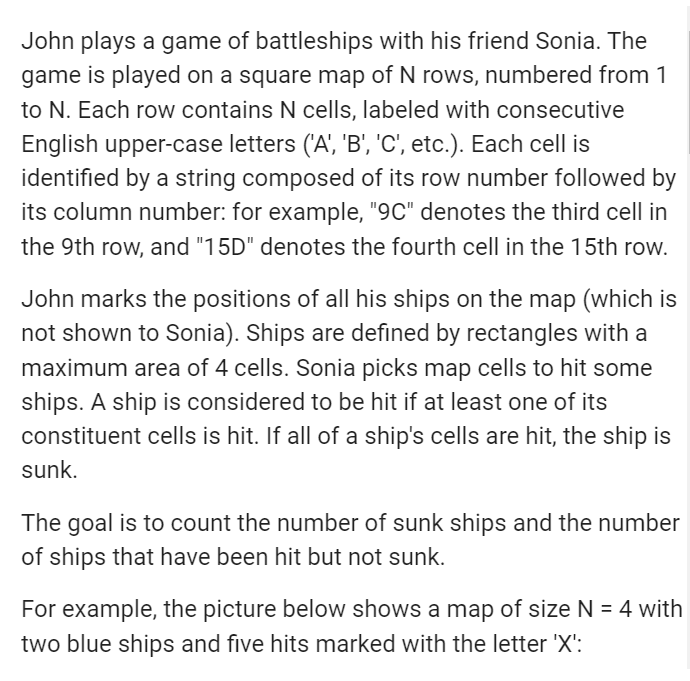 John plays a game of battleships with his friend Sonia. The
game is played on a square map of N rows, numbered from 1
to N. Each row contains N cells, labeled with consecutive
English upper-case letters ('A', 'B', 'C', etc.). Each cell is
identified by a string composed of its row number followed by
its column number: for example, "9C" denotes the third cell in
the 9th row, and "15D" denotes the fourth cell in the 15th row.
John marks the positions of all his ships on the map (which is
not shown to Sonia). Ships are defined by rectangles with a
maximum area of 4 cells. Sonia picks map cells to hit some
ships. A ship is considered to be hit if at least one of its
constituent cells is hit. If all of a ship's cells are hit, the ship is
sunk.
The goal is to count the number of sunk ships and the number
of ships that have been hit but not sunk.
For example, the picture below shows a map of size N = 4 with
two blue ships and five hits marked with the letter 'X':